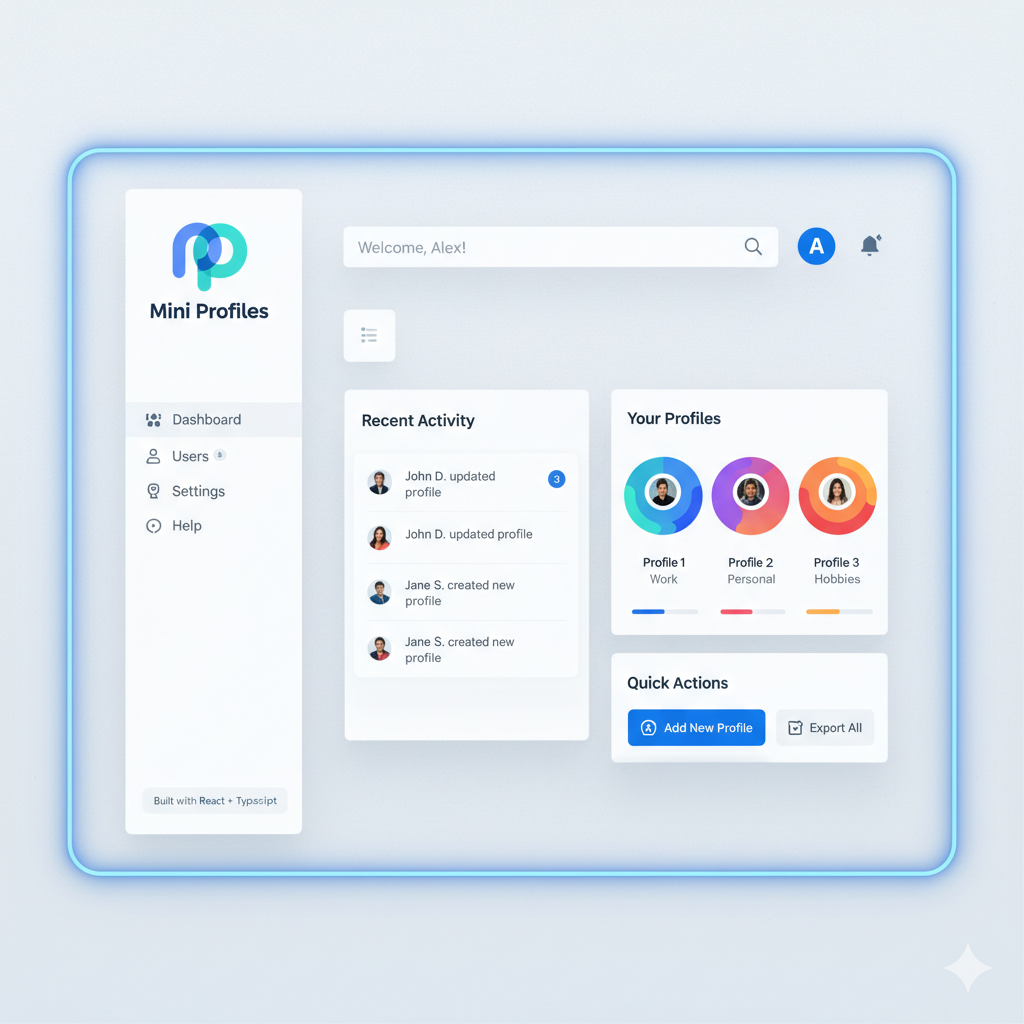 Mini Profiles
Dashboard
Users
Settings
Help
Built with React + Typssipt
Welcome, Alex!
A
Recent Activity
John D. updated
profile
3
John D. updated profile
Jane S. created new
profile
Jane S. created new
profile
Your Profiles
Profile 1
Work
Profile 2
Personal
Profile 3
Hobbies
Quick Actions
Add New Profile
Export All